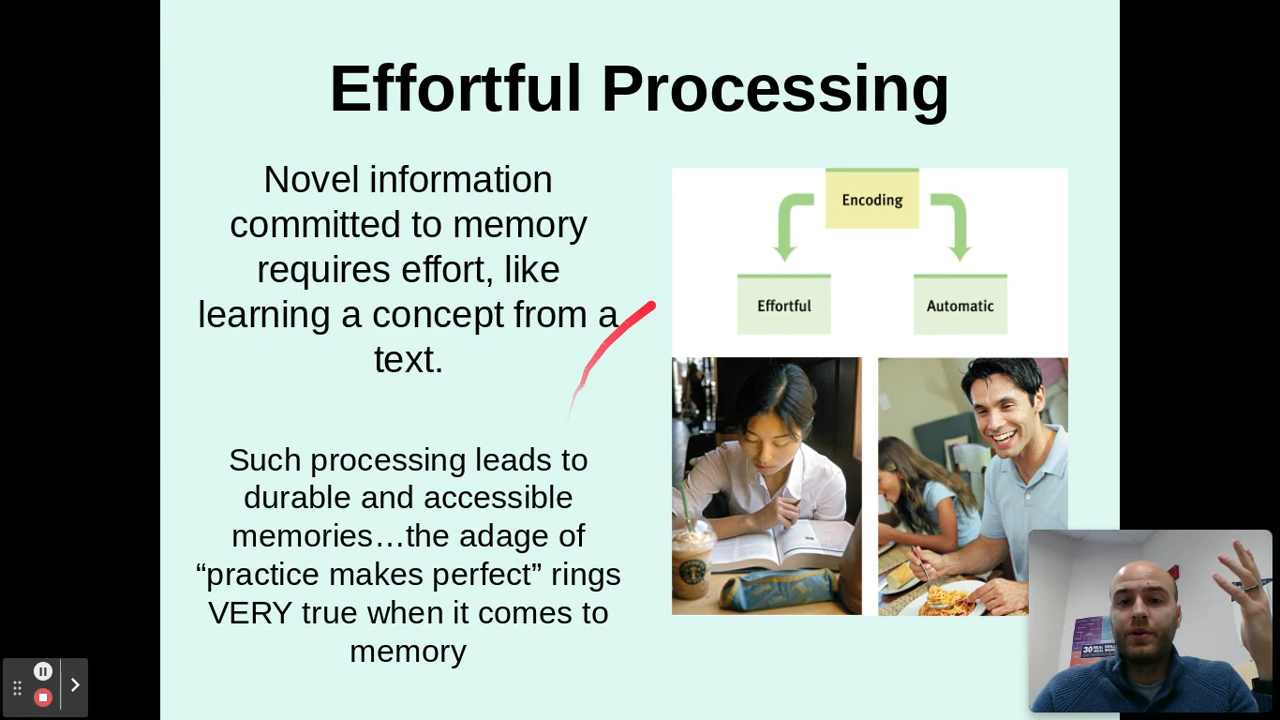 Effortful Processing
Novel information
committed to memory
requires effort, like
learning a concept from a
text.
Such processing leads to
durable and accessible
memories…the adage of
“practice makes perfect” rings
VERY true when it comes to
memory
Encoding
Effortful
Automatic
30